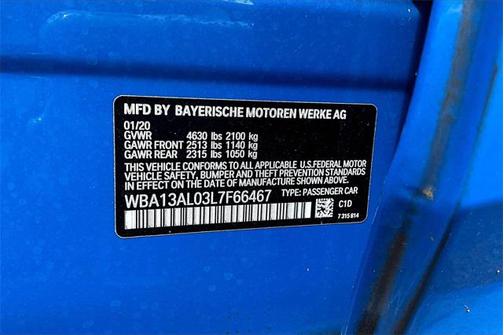 MFD BY BAYERISCHE MOTOREN WERKE AG
01/20
GVWR 4630 lbs 2100 kg
GAWR FRONT 2513 lbs 1140 kg
GAWR REAR 2315 lbs 1050 kg
THIS VEHICLE CONFORMS TO ALL APPLICABLE U.S. FEDERAL MOTOR
VEHICLE SAFETY, BUMPER AND THEFT PREVENTION STANDARDS IN
EFFECT ON THE DATE OF MANUFACTURE SHOWN ABOVE.
WBA13AL03L7F66467 TYPE: PASSENGER CAR
C1D
7 315 814